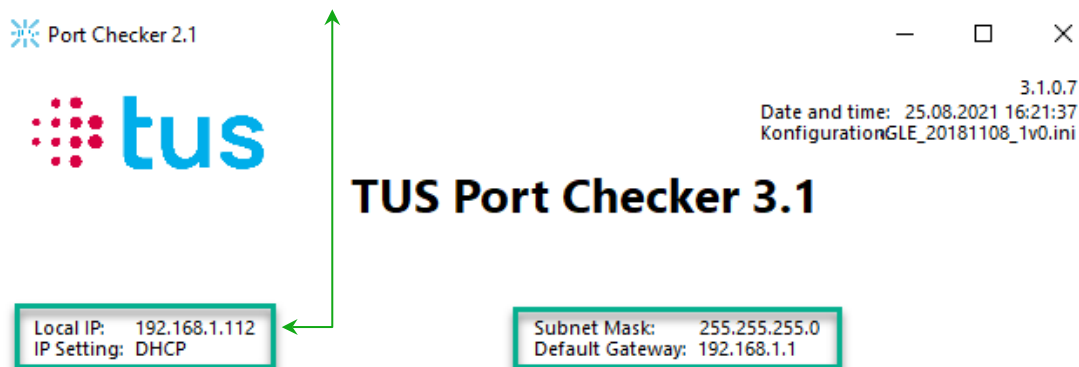 Port Checker 2.1
3.1.0.7
Date and time: 25.08.2021 16:21:37
KonfigurationGLE_20181108_1v0.ini
tus
TUS Port Checker 3.1
Local IP: 192.168.1.112
IP Setting: DHCP
Subnet Mask: 255.255.255.0
Default Gateway: 192.168.1.1